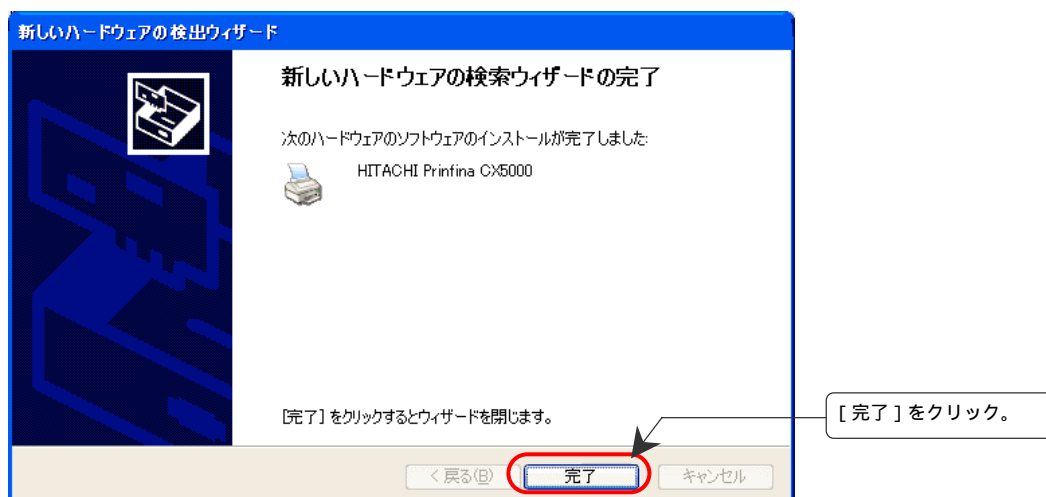 新しいハードウェアの検出ウィザード
新しいハードウェアの検索ウィザードの完了
次のハードウェアのソフトウェアのインストールが完了しました:
HITACHI Prinfina CX5000
[完了] をクリックするとウィザードを閉じます。
[ 完了 ] をクリック。
< 戻る(B)
完了
キャンセル